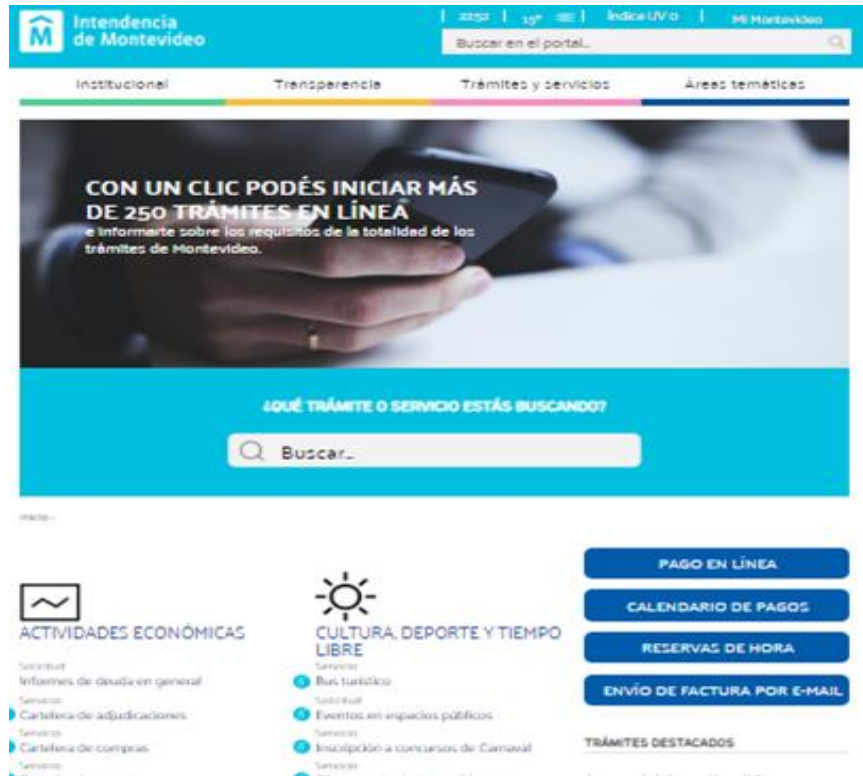 Intendencia
de Montevideo
Índice UVO
Mi Montevideo
Buscar en el portal...
Institucional
Transparencia
Trámites y servicios
Áreas temáticas
CON UN CLIC PODÉS INICIAR MÁS
DE 250 TRÁMITES EN LÍNEA
e informarte sobre los requisitos de la totalidad de los
trámites de Montevideo.
¿QUÉ TRÁMITE O SERVICIO ESTÁS BUSCANDO?
Buscar...
Inicio
PAGO EN LÍNEA
CALENDARIO DE PAGOS
RESERVAS DE HORA
ENVÍO DE FACTURA POR E-MAIL
TRÁMITES DESTACADOS
ACTIVIDADES ECONÓMICAS
Solicitud
Informes de deuda en general
Servicio
Cartelera de adjudicaciones
Servicio
Cartelera de compras
Servicio
CULTURA, DEPORTE Y TIEMPO
LIBRE
Servicio
Bus turístico
Solicitud
Eventos en espacios públicos
Servicio
Inscripción a concursos de Carnaval
Servicio